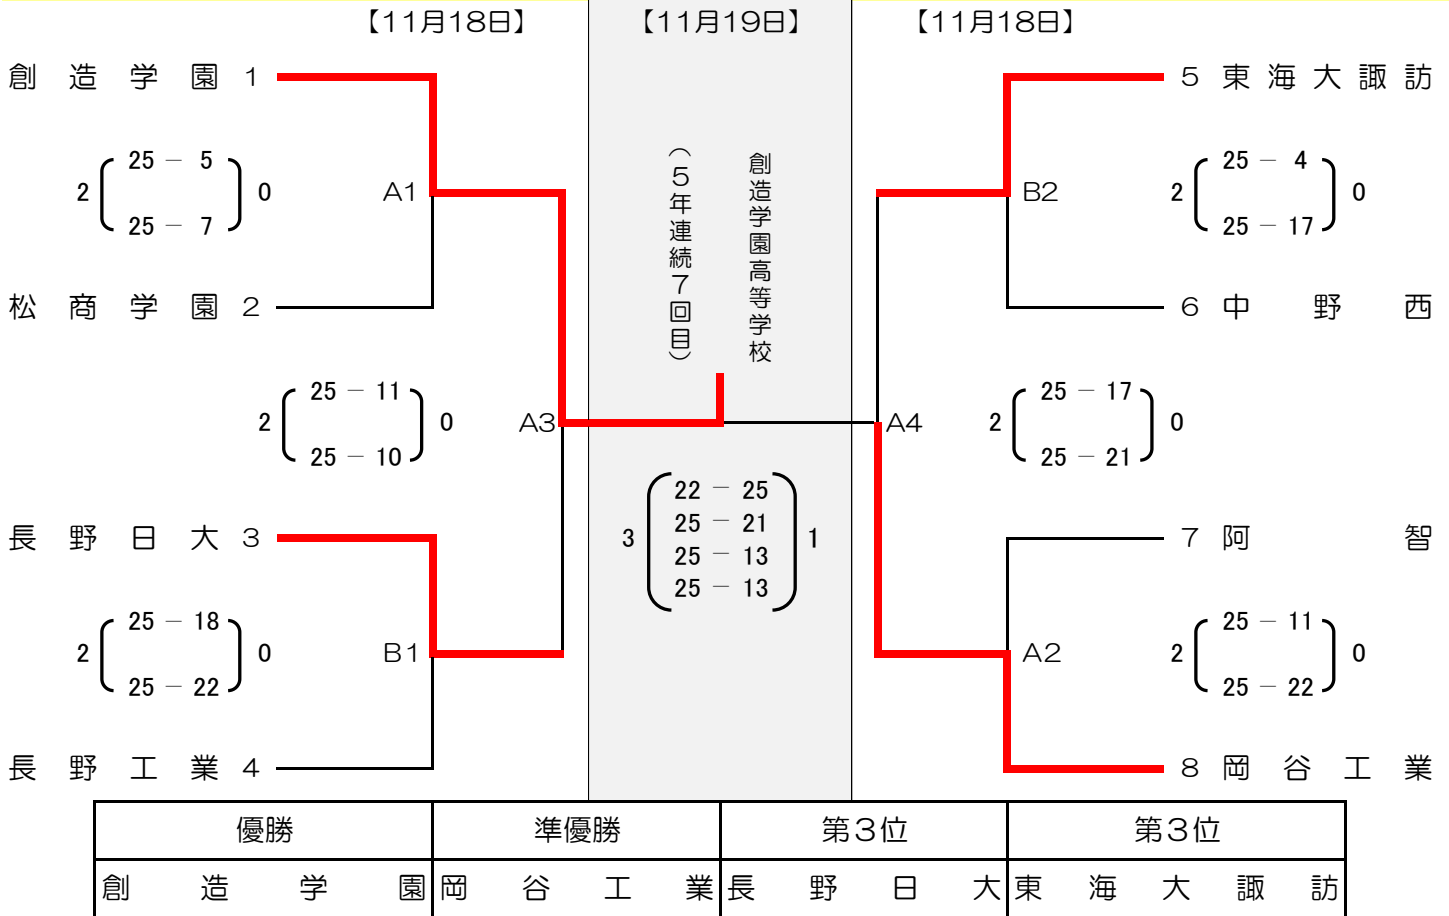 【11月18日】 【11月19日】 【11月18日】
創造学園 1
5 東海大諏訪
創造学園高等学校
（5年連続7回目）
2 25 － 5 0
25 － 7
A1
B2
2 25 － 4 0
25 － 17
松商学園 2
6 中野西
2 25 － 11 0
25 － 10
A3
A4
2 25 － 17 0
25 － 21
3 22 － 25 1
25 － 21
25 － 13
25 － 13
長野日大 3
7 阿智
2 25 － 18 0
25 － 22
B1
A2
2 25 － 11 0
25 － 22
長野工業 4
8 岡谷工業
優勝 準優勝 第3位 第3位
創造学園 岡谷工業 長野日大 東海大諏訪